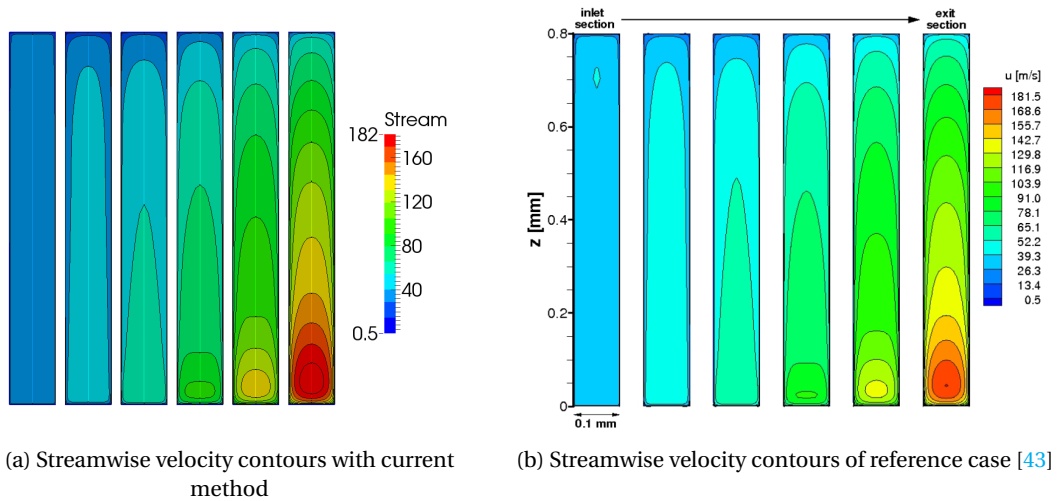 Stream
182
160
120
80
40
0.5
inlet
section
exit
section
0.8
0.6
0.4
0.2
0
z [mm]
0.1 mm
u [m/s]
181.5
168.6
155.7
142.7
129.8
116.8
103.9
91.0
78.1
65.1
52.2
39.3
26.3
13.4
0.5
(a) Streamwise velocity contours with current
method
(b) Streamwise velocity contours of reference case [43]